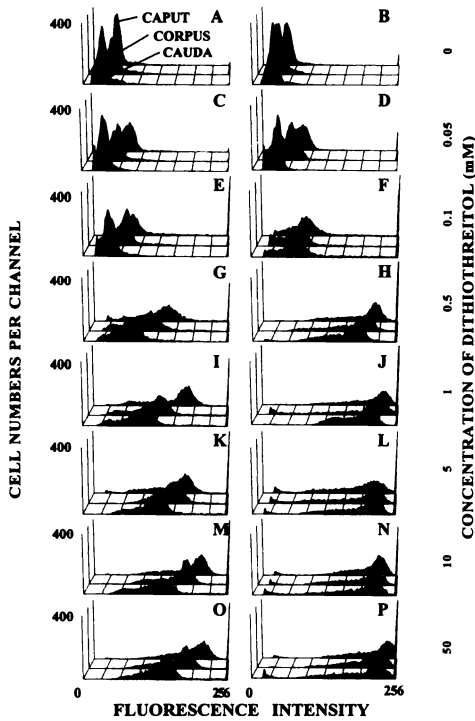 400
CAPUT
CORPUS
CAUDA
A
B
0
400
C
D
0.05
400
E
F
0.1
400
G
H
0.5
400
I
J
1
400
K
L
5
400
M
N
10
400
O
P
50
0
256
0
256
FLUORESCENCE INTENSITY
CELL NUMBERS PER CHANNEL
CONCENTRATION OF DITHIOTHREITOL (mM)